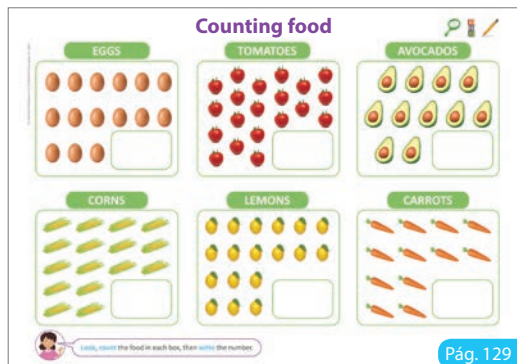 Counting food
EGGS
TOMATOES
AVOCADOS
CORNS
LEMONS
CARROTS
Look, count the food in each box, then write the number.
Pág. 129